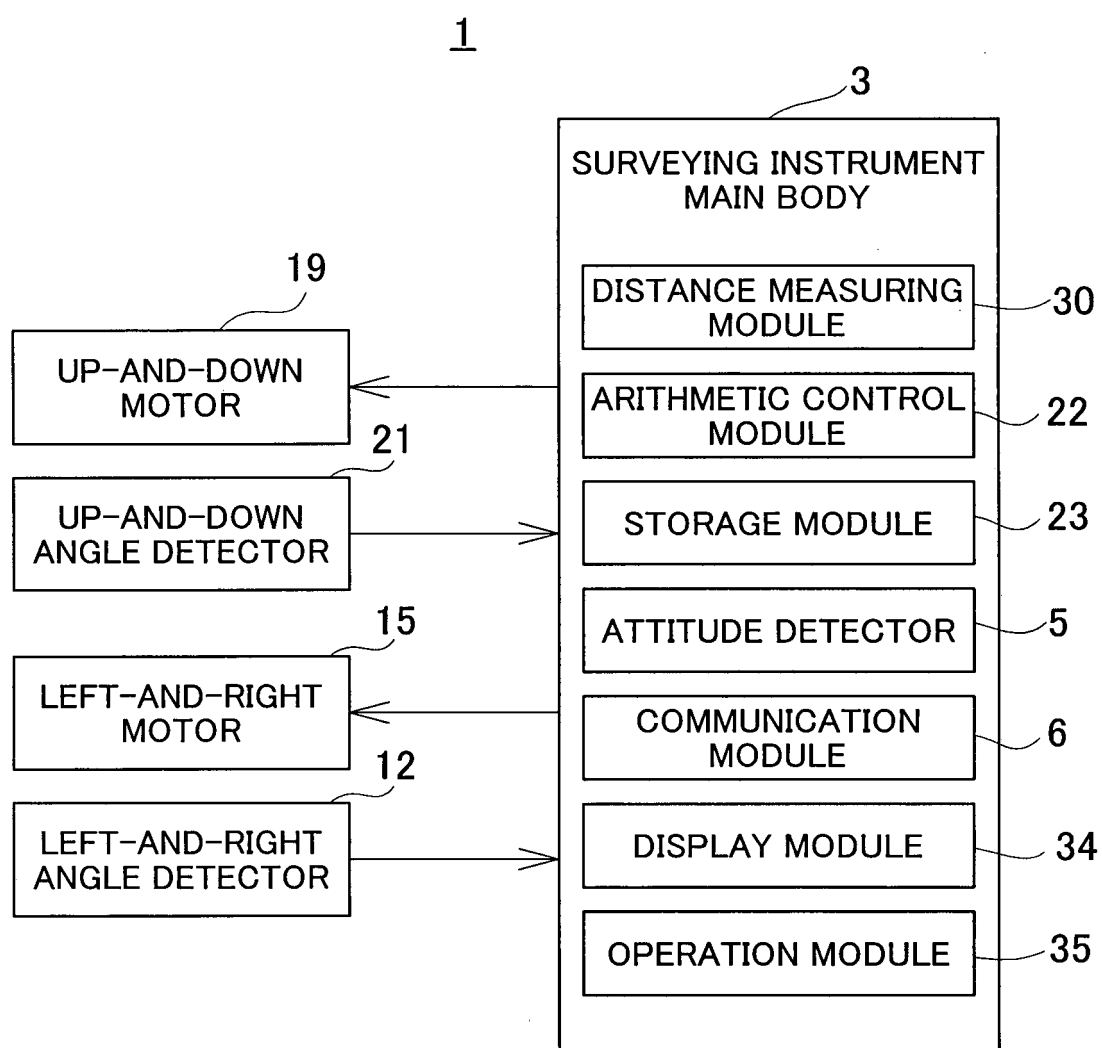 1
3
SURVEYING INSTRUMENT
MAIN BODY
DISTANCE MEASURING
MODULE
30
ARITHMETIC CONTROL
MODULE
22
STORAGE MODULE
23
ATTITUDE DETECTOR
5
COMMUNICATION
MODULE
6
DISPLAY MODULE
34
OPERATION MODULE
35
19
UP-AND-DOWN
MOTOR
21
UP-AND-DOWN
ANGLE DETECTOR
15
LEFT-AND-RIGHT
MOTOR
12
LEFT-AND-RIGHT
ANGLE DETECTOR